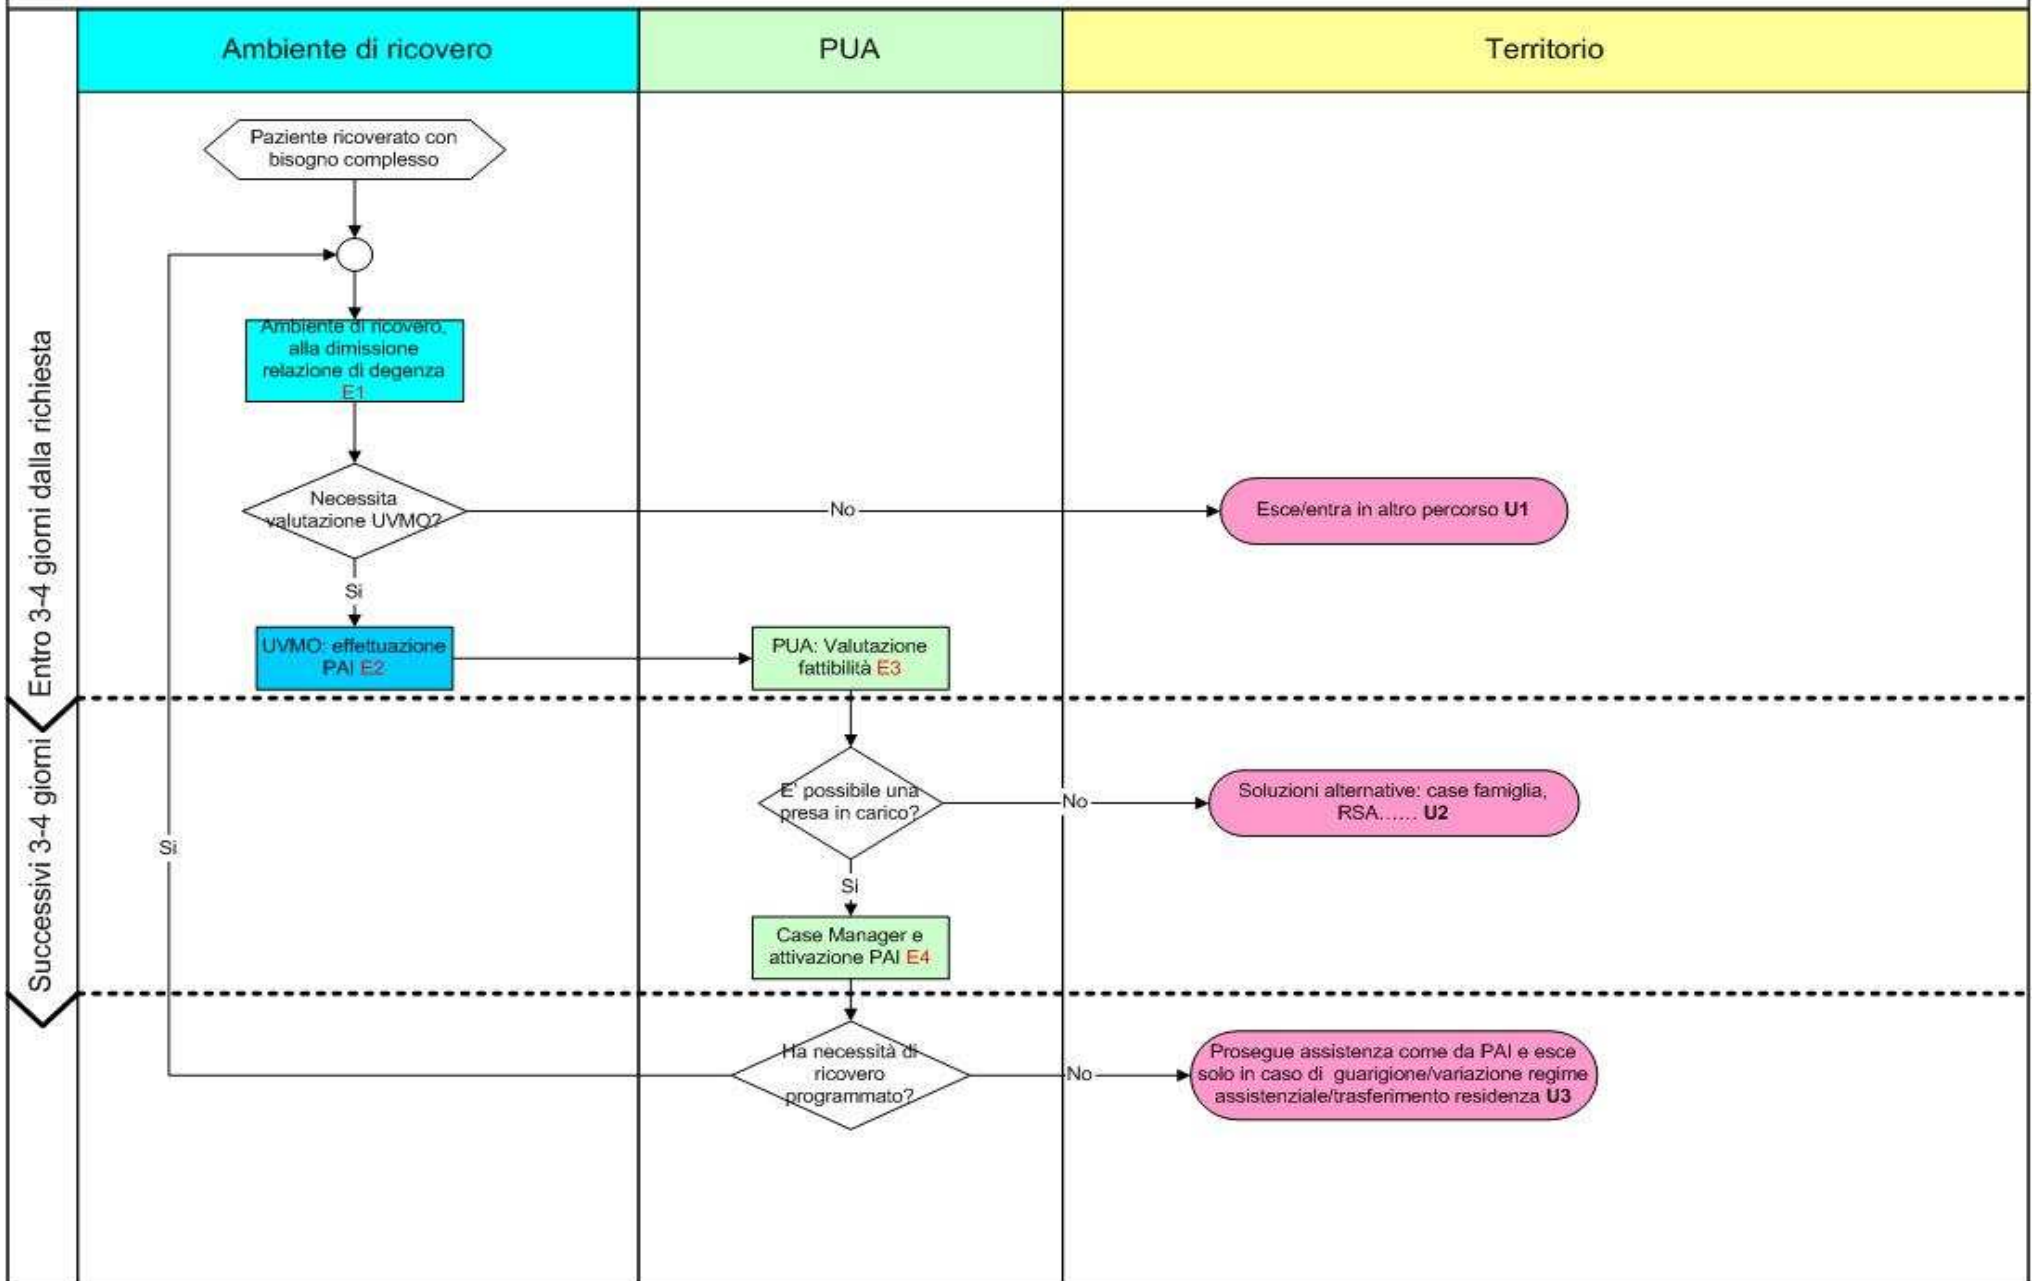 Ambiente di ricovero
PUA
Territorio
Entro 3-4 giorni dalla richiesta
Paziente ricoverato con
bisogno complesso
Ambiente di ricovero,
alla dimissione
relazione di degenza
E1
Necessita
valutazione UVMO?
No
Esce/entra in altro percorso U1
Si
UVMO: effettuazione
PAI E2
PUA: Valutazione
fattibilità E3
Successivi 3-4 giorni
E' possibile una
presa in carico?
No
Soluzioni alternative: case famiglia,
RSA...... U2
Si
Si
Case Manager e
attivazione PAI E4
Ha necessità di
ricovero
programmato?
No
Prosegue assistenza come da PAI e esce
solo in caso di guarigione/variazione regime
assistenziale/trasferimento residenza U3